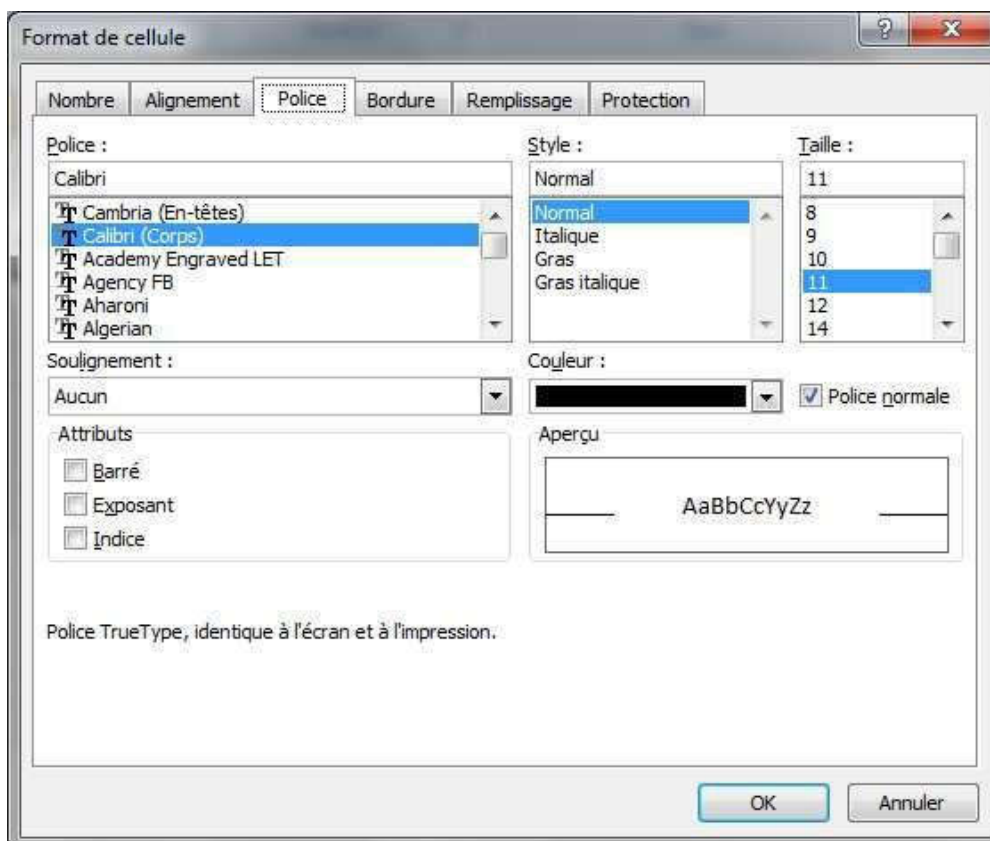 Format de cellule
?
Nombre Alignement Police Bordure Remplissage Protection
Police : Style : Taille :
Calibri Normal 11
Cambria (En-têtes) Normal 8
Calibri (Corps) Italique 9
Academy Engraved LET Gras 10
Agency FB Gras italique 11
Aharoni 12
Algerian 14
Soulignement : Couleur :
Aucun Police normale
Attributs Aperçu
Barré
Exposant AaBbCcYyZz
Indice
Police TrueType, identique à l'écran et à l'impression.
OK Annuler